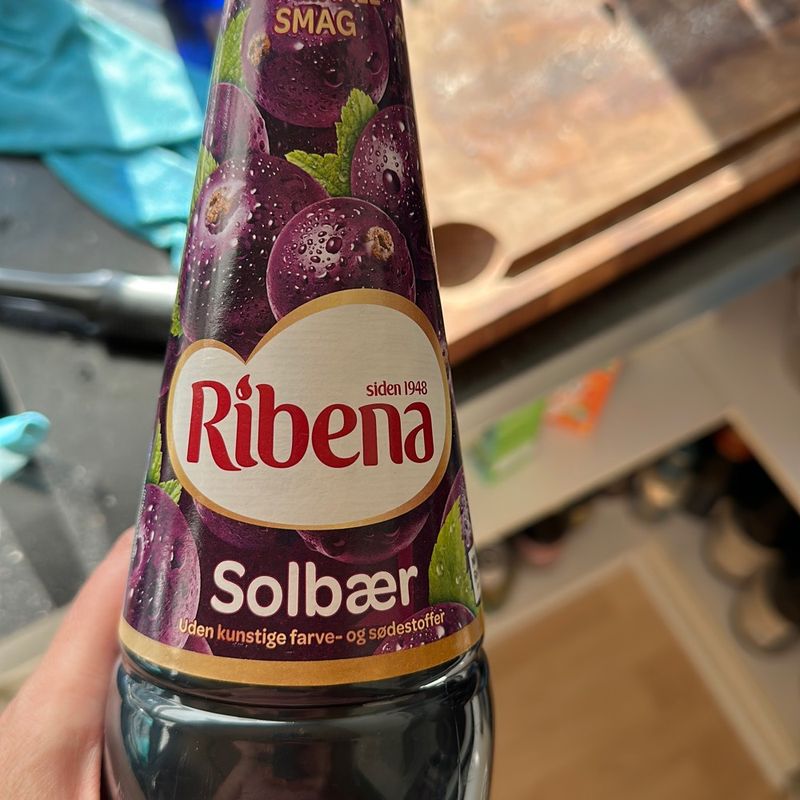 SMAG
siden 1948
Ribena
Solbær
Uden kunstige farve- og sødestoffer